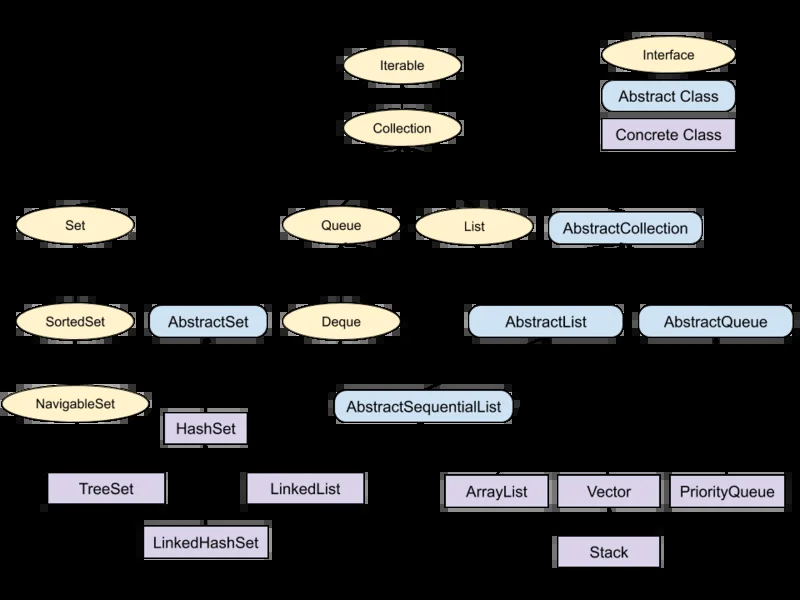 Iterable
Interface
Abstract Class
Collection
Concrete Class
Set
Queue
List
AbstractCollection
SortedSet
AbstractSet
Deque
AbstractList
AbstractQueue
NavigableSet
AbstractSequentialList
HashSet
TreeSet
LinkedList
ArrayList
Vector
PriorityQueue
LinkedHashSet
Stack